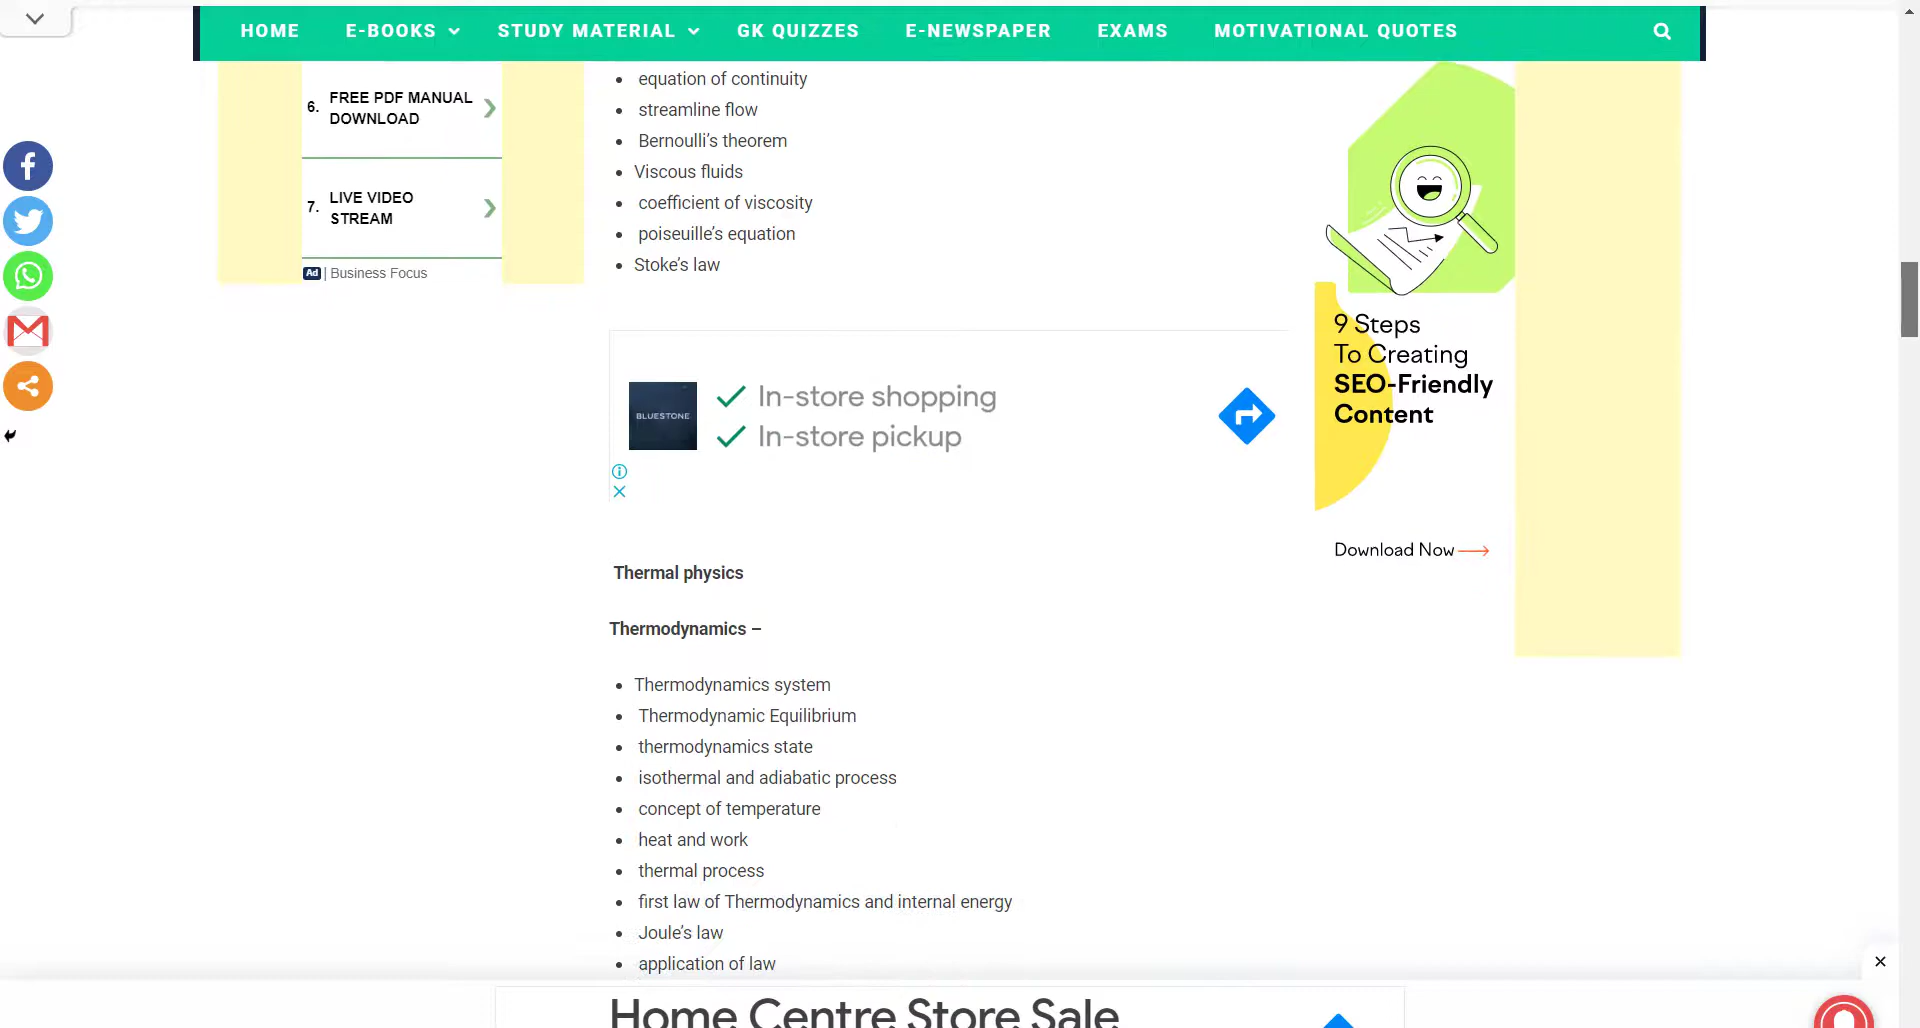 HOME E-BOOKS STUDY MATERIAL GK QUIZZES E-NEWSPAPER EXAMS MOTIVATIONAL QUOTES
6. FREE PDF MANUAL
DOWNLOAD
7. LIVE VIDEO
STREAM
Ad | Business Focus
equation of continuity
streamline flow
Bernoulli’s theorem
Viscous fluids
coefficient of viscosity
poiseuille’s equation
Stoke’s law
BLUESTONE
In-store shopping
In-store pickup
9 Steps
To Creating
SEO-Friendly
Content
Download Now
Thermal physics
Thermodynamics –
Thermodynamics system
Thermodynamic Equilibrium
thermodynamics state
isothermal and adiabatic process
concept of temperature
heat and work
thermal process
first law of Thermodynamics and internal energy
Joule’s law
application of law
Home Centre Store Sale